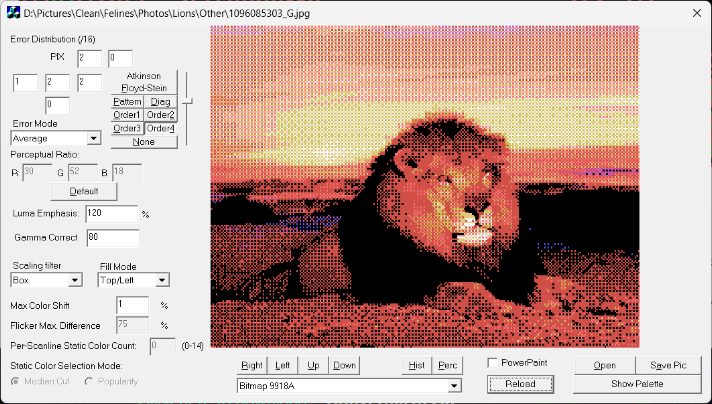 D:\Pictures\Clean\Felines\Photos\Lions\Other\1096085303_G.jpg
Error Distribution (/16)
PIX 2 0
1 2 2
0
Atkinson
Floyd-Stein
Pattern Diag
Order1 Order2
Order3 Order4
None
Error Mode
Average
Perceptual Ratio:
R 30 G 52 B 18
Default
Luma Emphasis: 120 %
Gamma Correct 80
Scaling filter Fill Mode
Box Top/Left
Max Color Shift 1 %
Flicker Max. Difference 75 %
Per-Scanline Static Color Count: 0 (0-14)
Static Color Selection Mode:
Median Cut Popularity
Right Left Up Down Hist Perc
Bitmap 9918A
PowerPaint
Reload
Open Save Pic
Show Palette